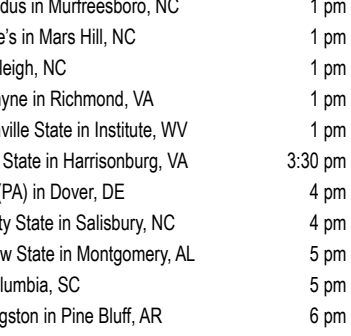 dus in Murfreesboro, NC 1 pm
e's in Mars Hill, NC 1 pm
leigh, NC 1 pm
yne in Richmond, VA 1 pm
ville State in Institute, WV 1 pm
State in Harrisonburg, VA 3:30 pm
(PA) in Dover, DE 4 pm
ty State in Salisbury, NC 4 pm
w State in Montgomery, AL 5 pm
lumbia, SC 5 pm
gston in Pine Bluff, AR 6 pm